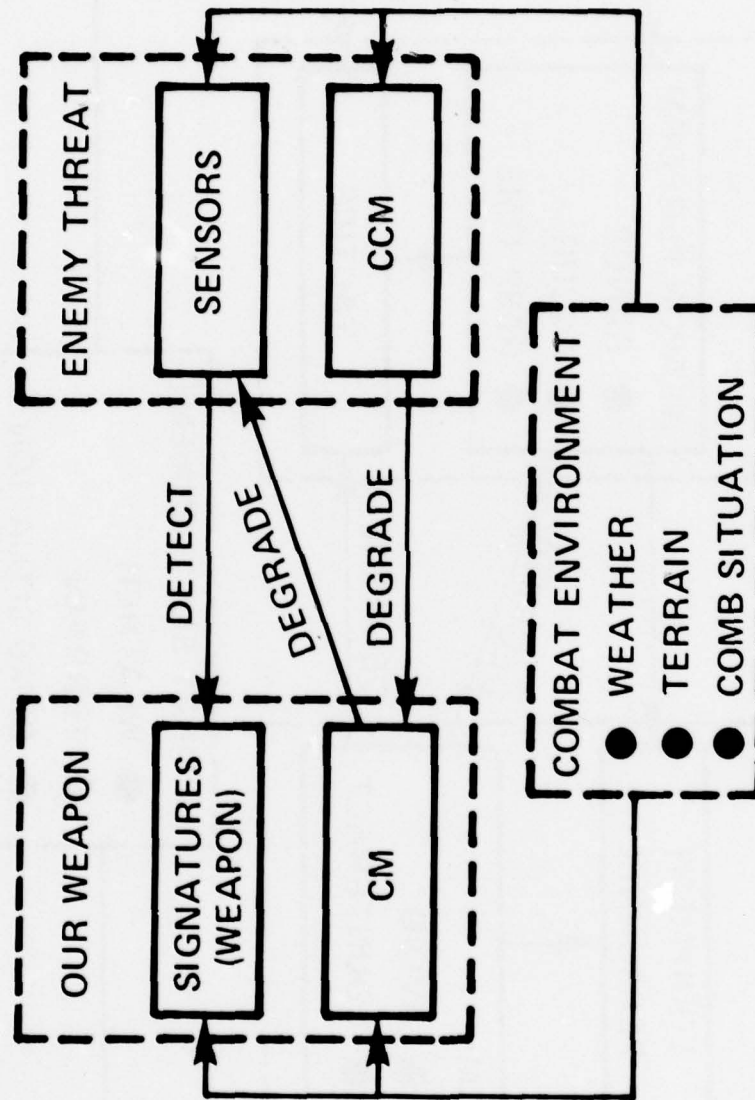 OUR WEAPON
SIGNATURES
(WEAPON)
CM
DETECT
DEGRADE
DEGRADE
ENEMY THREAT
SENSORS
CCM
COMBAT ENVIRONMENT
● WEATHER
● TERRAIN
● COMB SITUATION